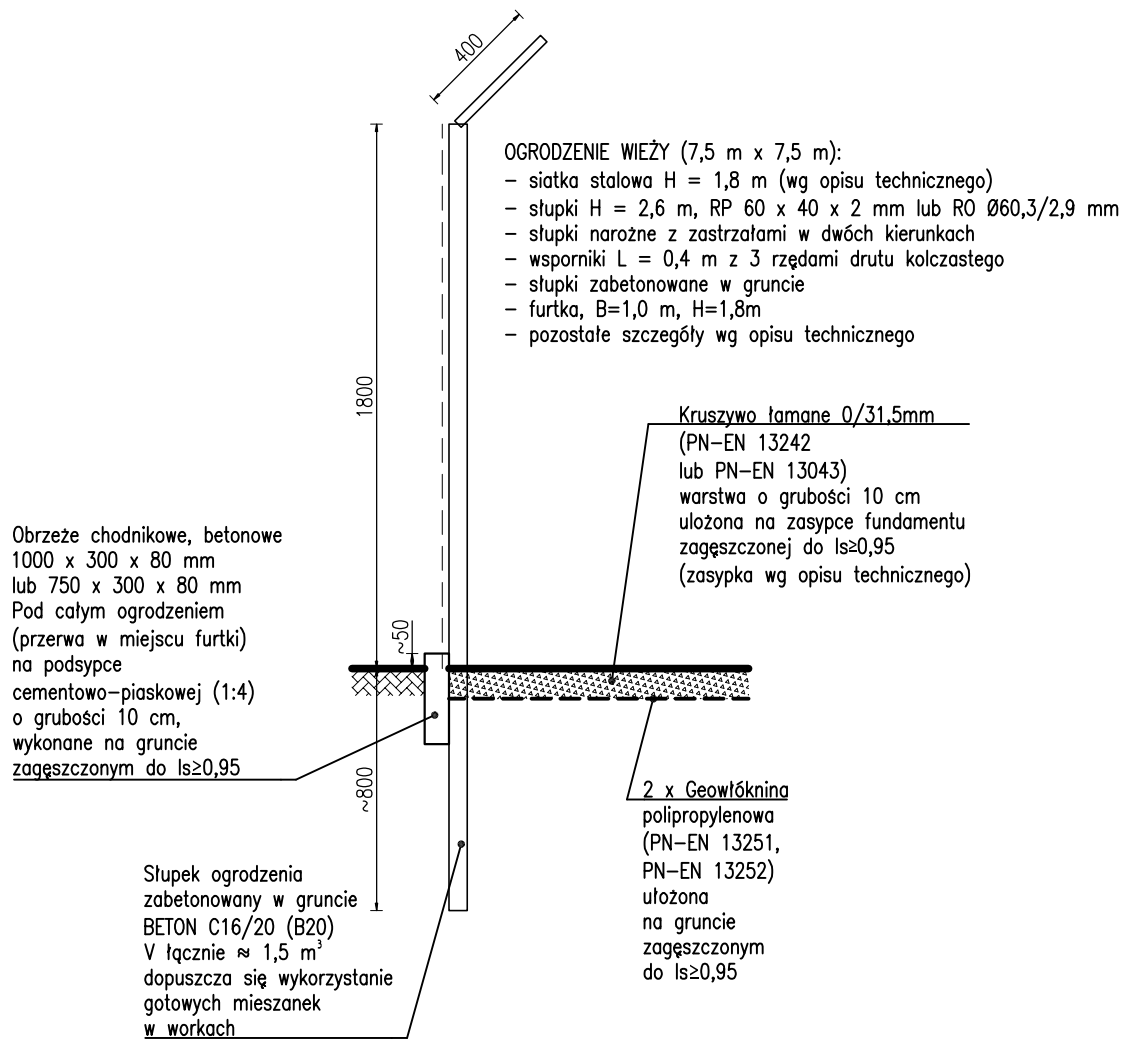 400
OGRODZENIE WIEŻY (7,5 m x 7,5 m):
– siatka stalowa H = 1,8 m (wg opisu technicznego)
– słupki H = 2,6 m, RP 60 x 40 x 2 mm lub RO Ø60,3/2,9 mm
– słupki narożne z zastrzałami w dwóch kierunkach
– wsporniki L = 0,4 m z 3 rzędami drutu kolczastego
– słupki zabetonowane w gruncie
– furtka, B=1,0 m, H=1,8m
– pozostałe szczegóły wg opisu technicznego
1800
Kruszywo łamane 0/31,5mm
(PN–EN 13242
lub PN–EN 13043)
warstwa o grubości 10 cm
ulożona na zasypce fundamentu
zagęszczonej do Is≥0,95
(zasypka wg opisu technicznego)
Obrzeże chodnikowe, betonowe
1000 x 300 x 80 mm
lub 750 x 300 x 80 mm
Pod całym ogrodzeniem
(przerwa w miejscu furtki)
na podsypce
cementowo–piaskowej (1:4)
o grubości 10 cm,
wykonane na gruncie
zagęszczonym do Is≥0,95
~50
~800
2 x Geowłóknina
polipropylenowa
(PN–EN 13251,
PN–EN 13252)
ułożona
na gruncie
zagęszczonym
do Is≥0,95
Słupek ogrodzenia
zabetonowany w gruncie
BETON C16/20 (B20)
V łącznie ≈ 1,5 m³
dopuszcza się wykorzystanie
gotowych mieszanek
w workach